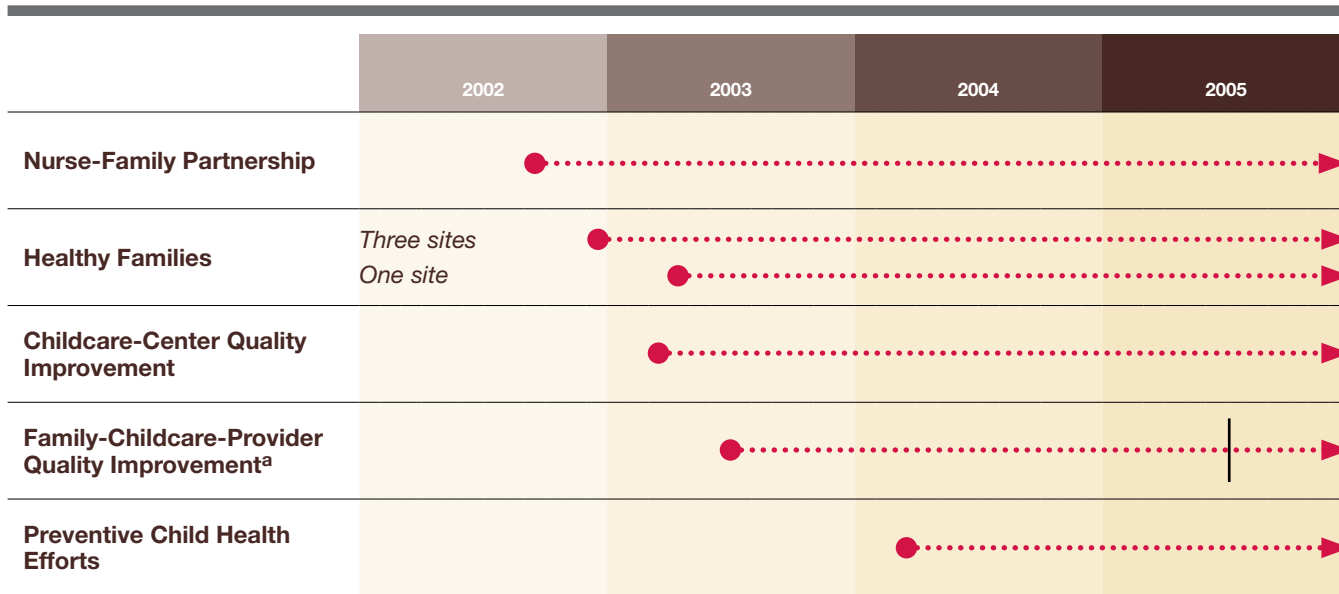 2002 2003 2004 2005
Nurse-Family Partnership
Three sites
Healthy Families
One site
Childcare-Center Quality
Improvement
Family-Childcare-Provider
Quality Improvementa
Preventive Child Health
Efforts